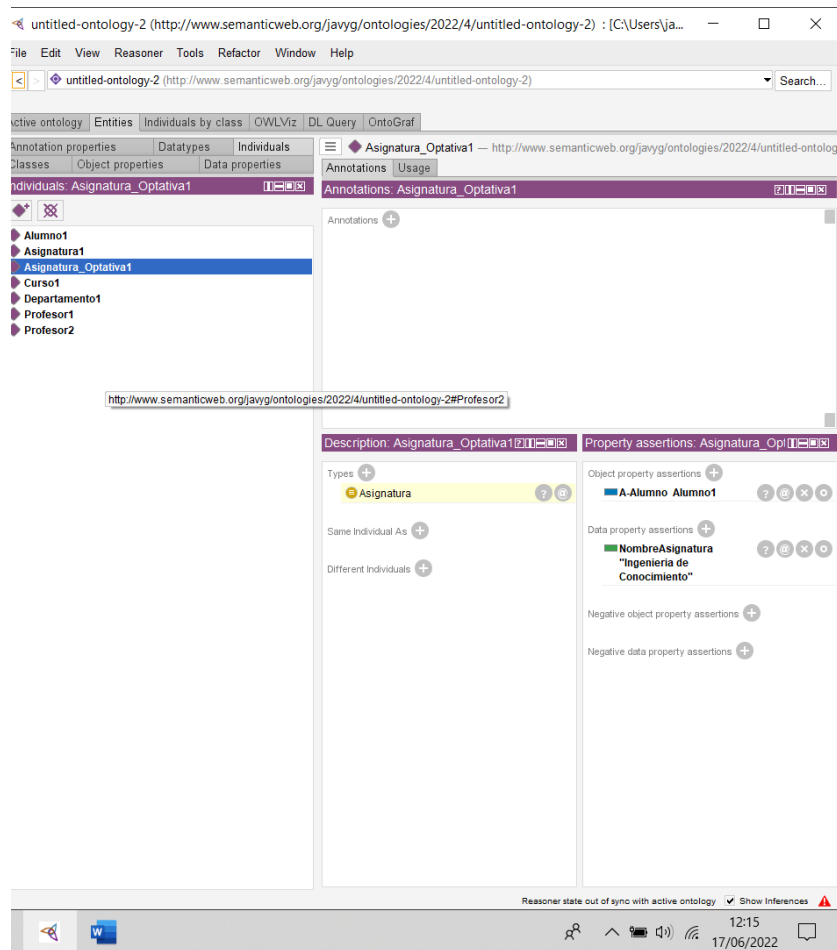 untitled-ontology-2 (http://www.semanticweb.org/javyg/ontologies/2022/4/untitled-ontology-2) : [C:\Users\ja...
File Edit View Reasoner Tools Refactor Window Help
< > untitled-ontology-2 (http://www.semanticweb.org/javyg/ontologies/2022/4/untitled-ontology-2) Search...
Active ontology Entities Individuals by class OWLViz DL Query OntoGraf
Annotation properties Datatypes Individuals
Classes Object properties Data properties
Individuals: Asignatura_Optativa1
Alumno1
Asignatura1
Asignatura_Optativa1
Curso1
Departamento1
Profesor1
Profesor2
http://www.semanticweb.org/javyg/ontologies/2022/4/untitled-ontology-2#Profesor2
Asignatura_Optativa1 — http://www.semanticweb.org/javyg/ontologies/2022/4/untitled-ontolog
Annotations Usage
Annotations: Asignatura_Optativa1
Annotations
Description: Asignatura_Optativa1
Types
Asignatura
Same Individual As
Different Individuals
Property assertions: Asignatura_Opt
Object property assertions
A-Alumno Alumno1
Data property assertions
NombreAsignatura
"Ingenieria de
Conocimiento"
Negative object property assertions
Negative data property assertions
Reasoner state out of sync with active ontology Show Inferences
12:15
17/06/2022